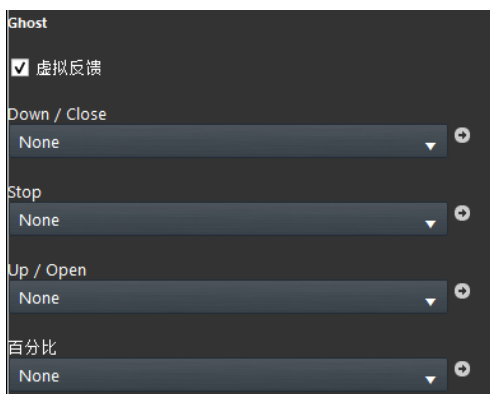 Ghost
虚拟反馈
Down / Close
None
Stop
None
Up / Open
None
百分比
None